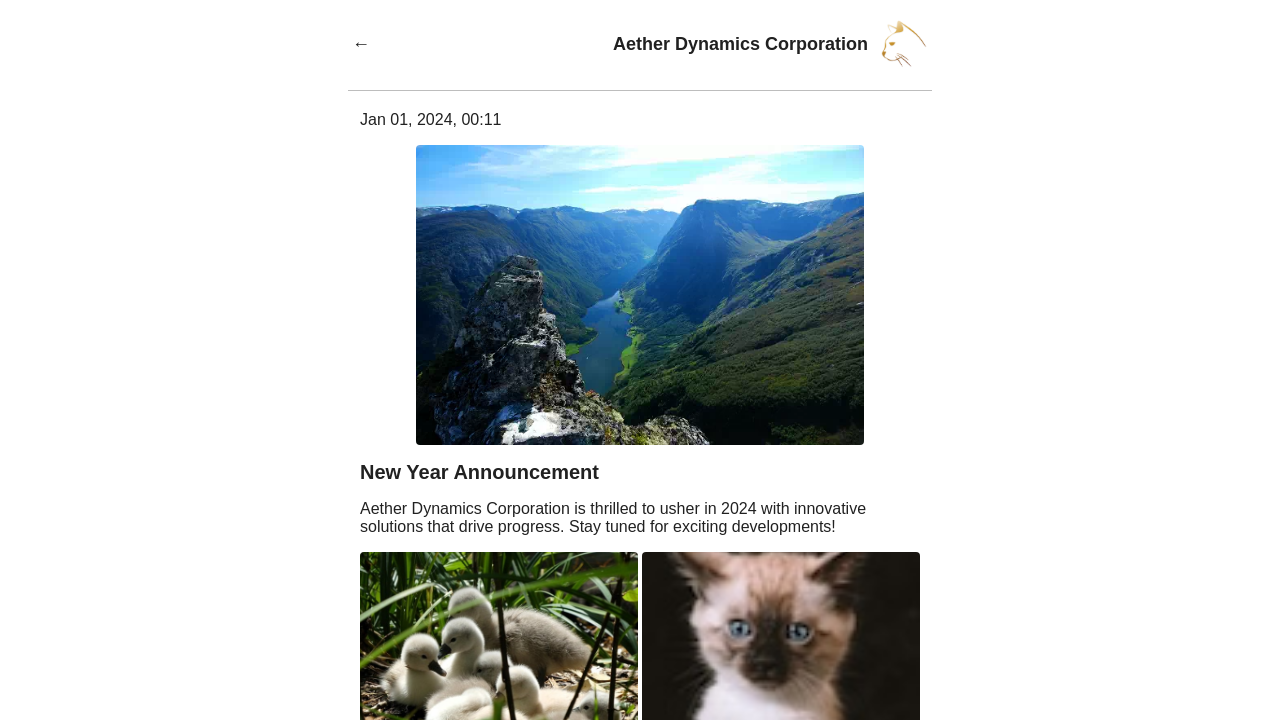 ←
Aether Dynamics Corporation
Jan 01, 2024, 00:11
New Year Announcement
Aether Dynamics Corporation is thrilled to usher in 2024 with innovative
solutions that drive progress. Stay tuned for exciting developments!